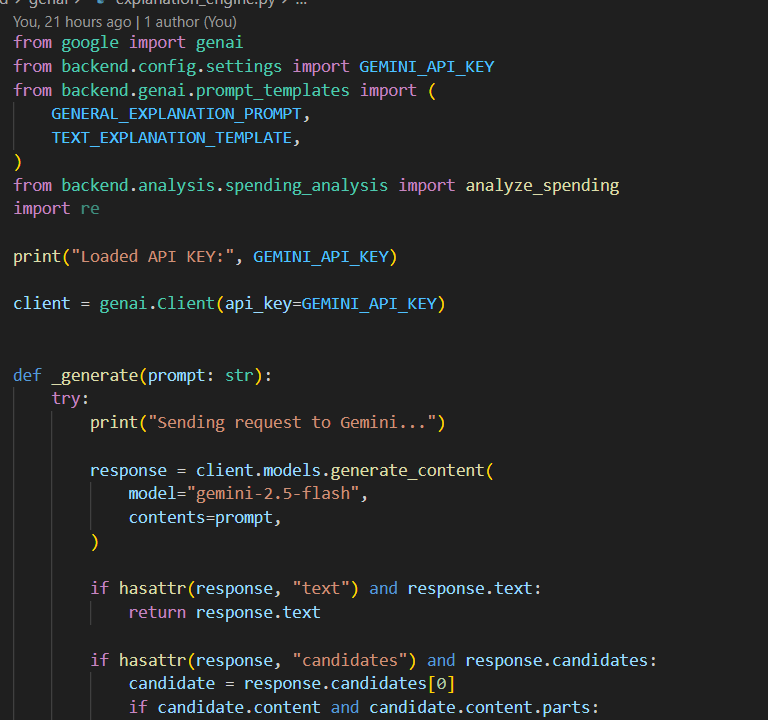 d > genai > explanation_engine.py > ...
You, 21 hours ago | 1 author (You)
from google import genai
from backend.config.settings import GEMINI_API_KEY
from backend.genai.prompt_templates import (
    GENERAL_EXPLANATION_PROMPT,
    TEXT_EXPLANATION_TEMPLATE,
)
from backend.analysis.spending_analysis import analyze_spending
import re

print("Loaded API KEY:", GEMINI_API_KEY)

client = genai.Client(api_key=GEMINI_API_KEY)


def _generate(prompt: str):
    try:
        print("Sending request to Gemini...")

        response = client.models.generate_content(
            model="gemini-2.5-flash",
            contents=prompt,
        )

        if hasattr(response, "text") and response.text:
            return response.text

        if hasattr(response, "candidates") and response.candidates:
            candidate = response.candidates[0]
            if candidate.content and candidate.content.parts: